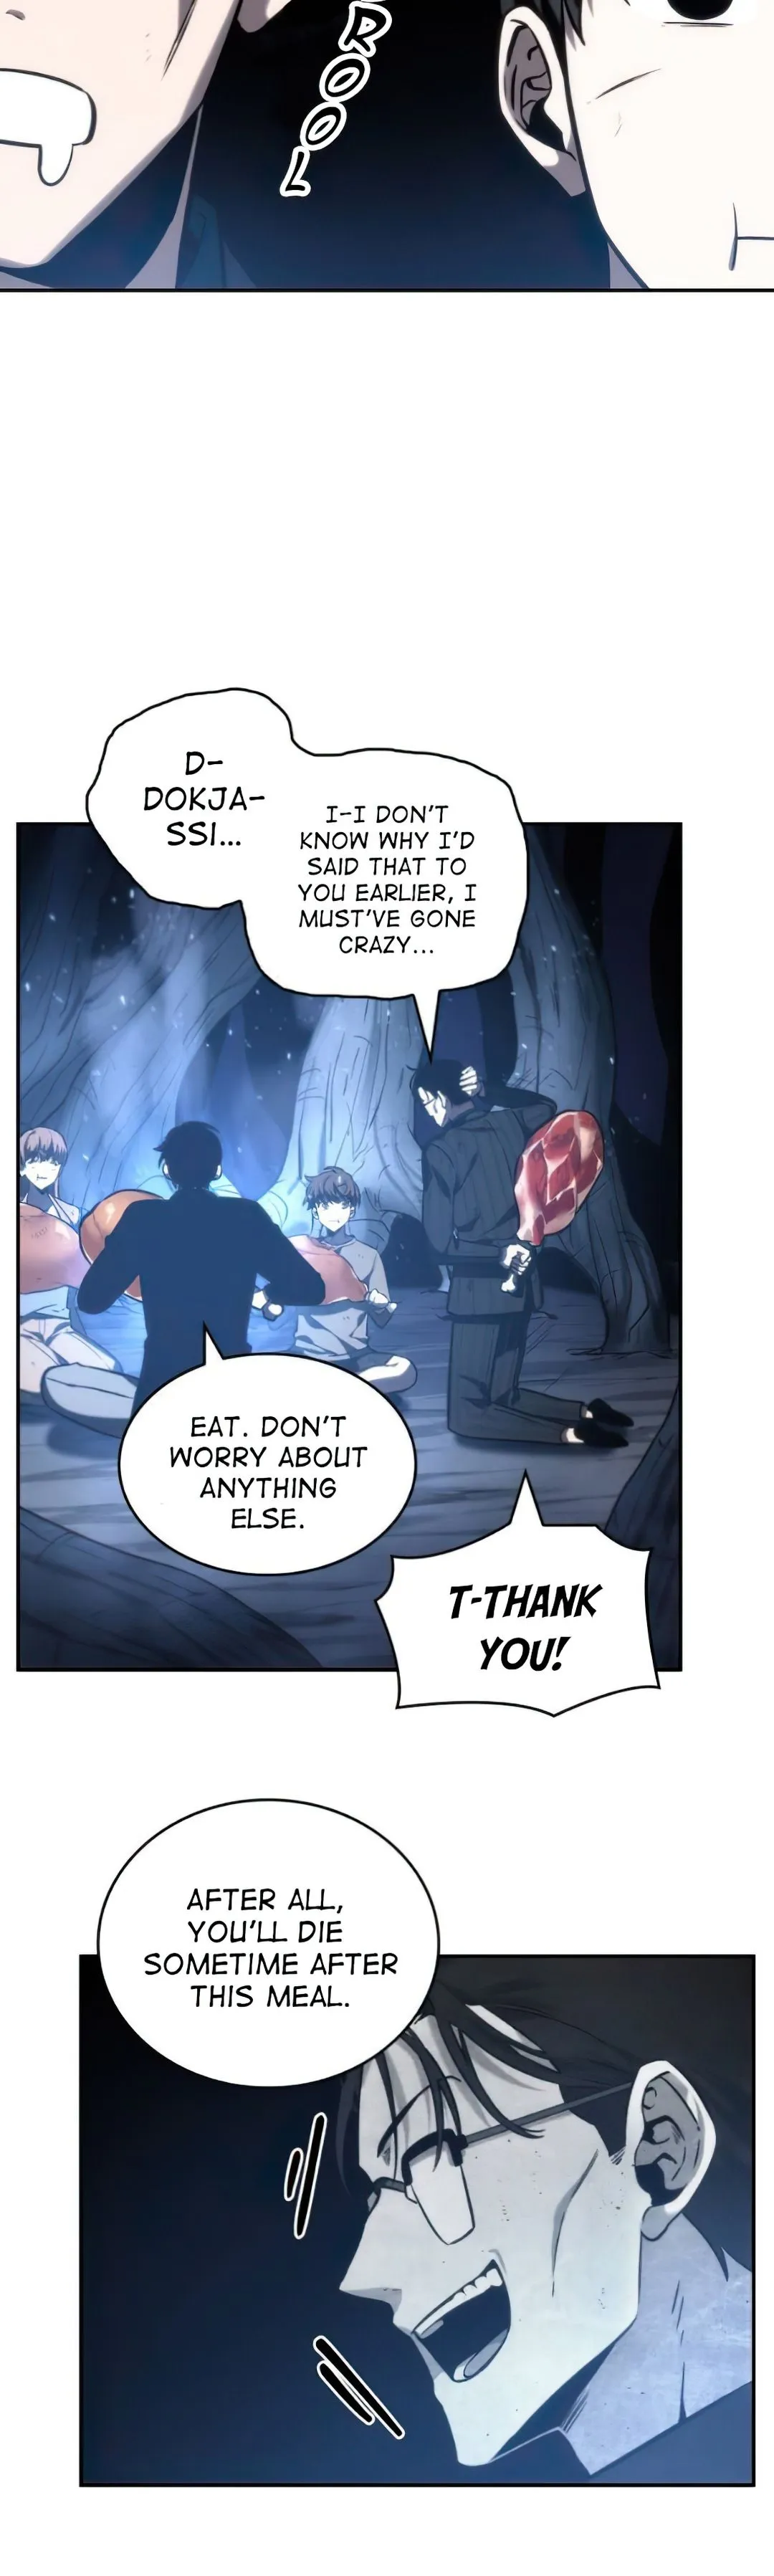 ROOL
D-
DOKJA-
SSI...
I-I DON'T
KNOW WHY I'D
SAID THAT TO
YOU EARLIER, I
MUST'VE GONE
CRAZY...
EAT. DON'T
WORRY ABOUT
ANYTHING
ELSE.
T-THANK
YOU!
AFTER ALL,
YOU'LL DIE
SOMETIME AFTER
THIS MEAL.